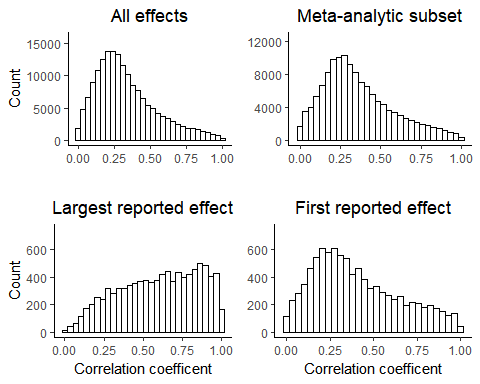 All effects
Meta-analytic subset
15000
10000
5000
0
Count
0.00 0.25 0.50 0.75 1.00
12000
8000
4000
0
0.00 0.25 0.50 0.75 1.00
Largest reported effect
First reported effect
600
400
200
0
Count
0.00 0.25 0.50 0.75 1.00
Correlation coefficent
600
400
200
0
0.00 0.25 0.50 0.75 1.00
Correlation coefficent